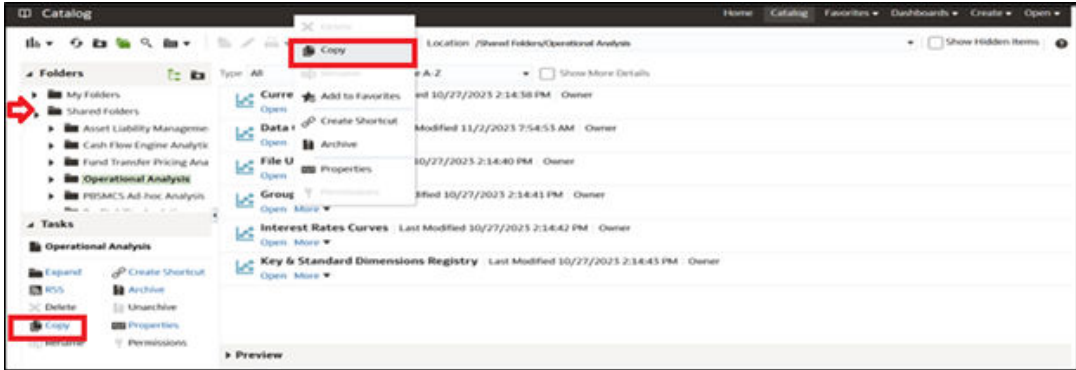 Catalog
Home Catalog Favorites Dashboards Create Open
Delete
Copy
Location /Shared Folders/Operational Analysis
Show Hidden Items
Folders
Type All
Rename
A-Z
Show More Details
My Folders
Shared Folders
Asset Liability Manageme
Cash Flow Engine Analytic
Fund Transfer Pricing Ana
Operational Analysis
PBSMCS Ad-hoc Analysis
Add to Favorites
Create Shortcut
Archive
Properties
Permissions
Curre ed 10/27/2023 2:14:38 PM Owner
Open
Data Modified 11/2/2023 7:54:53 AM Owner
Open
File U 10/27/2023 2:14:40 PM Owner
Open
Group ified 10/27/2023 2:14:41 PM Owner
Open More
Interest Rates Curves Last Modified 10/27/2023 2:14:42 PM Owner
Open More
Key & Standard Dimensions Registry Last Modified 10/27/2023 2:14:43 PM Owner
Open More
Tasks
Operational Analysis
Expand Create Shortcut
RSS Archive
Delete Unarchive
Copy Properties
Rename Permissions
Preview